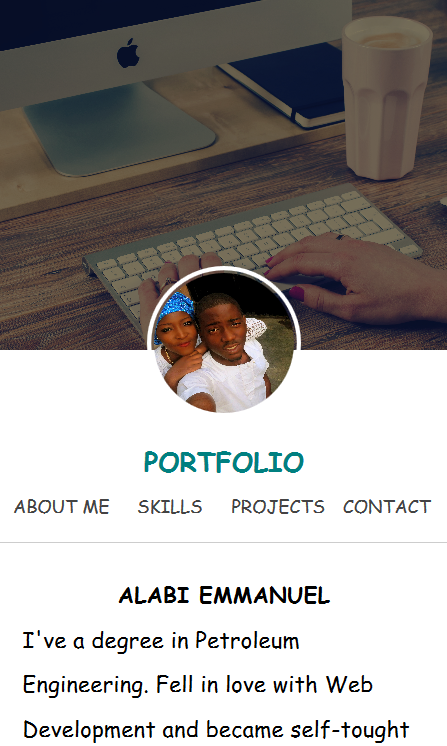 PORTFOLIO
ABOUT ME SKILLS PROJECTS CONTACT
ALABI EMMANUEL
I've a degree in Petroleum
Engineering. Fell in love with Web
Development and became self-tought